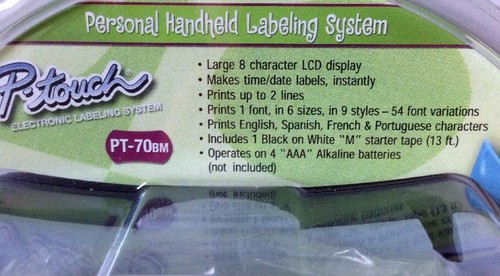 Personal Handheld Labeling System
P-touch
ELECTRONIC LABELING SYSTEM
PT-70BM
• Large 8 character LCD display
• Makes time/date labels, instantly
• Prints up to 2 lines
• Prints 1 font, in 6 sizes, in 9 styles – 54 font variations
• Prints English, Spanish, French & Portuguese characters
• Includes 1 Black on White "M" starter tape (13 ft.)
• Operates on 4 "AAA" Alkaline batteries
(not included)